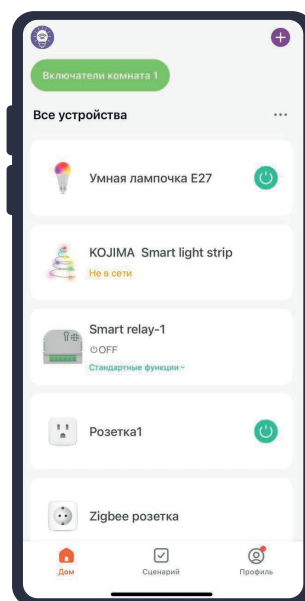 Включатели комната 1
Все устройства
Умная лампочка E27
KOJIMA Smart light strip
Не в сети
Smart relay-1
OFF
Стандартные функции
Розетка1
Zigbee розетка
Дом
Сценарий
Профиль